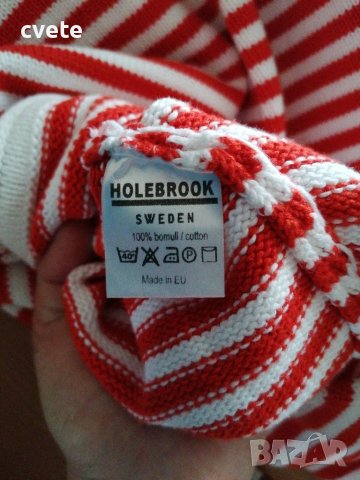 cvete
HOLEBROOK
SWEDEN
100% bomull / cotton
40°
P
Made in EU
BAZAR